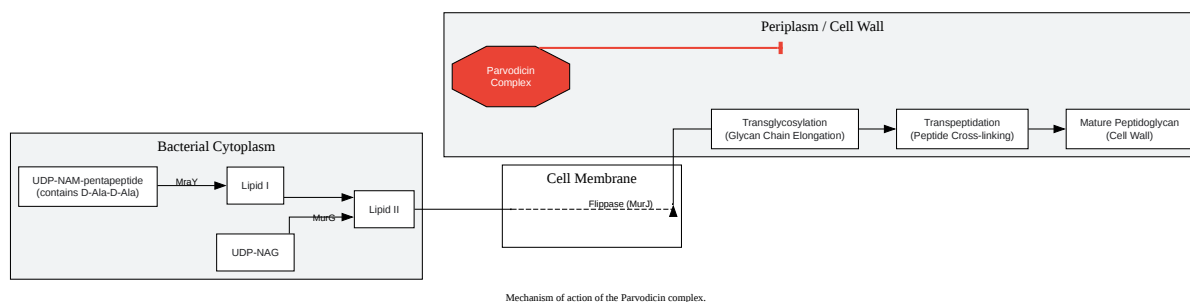 Periplasm / Cell Wall
Parvodicin
Complex
Transglycosylation
(Glycan Chain Elongation)
Transpeptidation
(Peptide Cross-linking)
Mature Peptidoglycan
(Cell Wall)
Bacterial Cytoplasm
UDP-NAM-pentapeptide
(contains D-Ala-D-Ala)
MraY
Lipid I
Lipid II
MurG
UDP-NAG
Cell Membrane
Flippase (MurJ)
Mechanism of action of the Parvodicin complex.